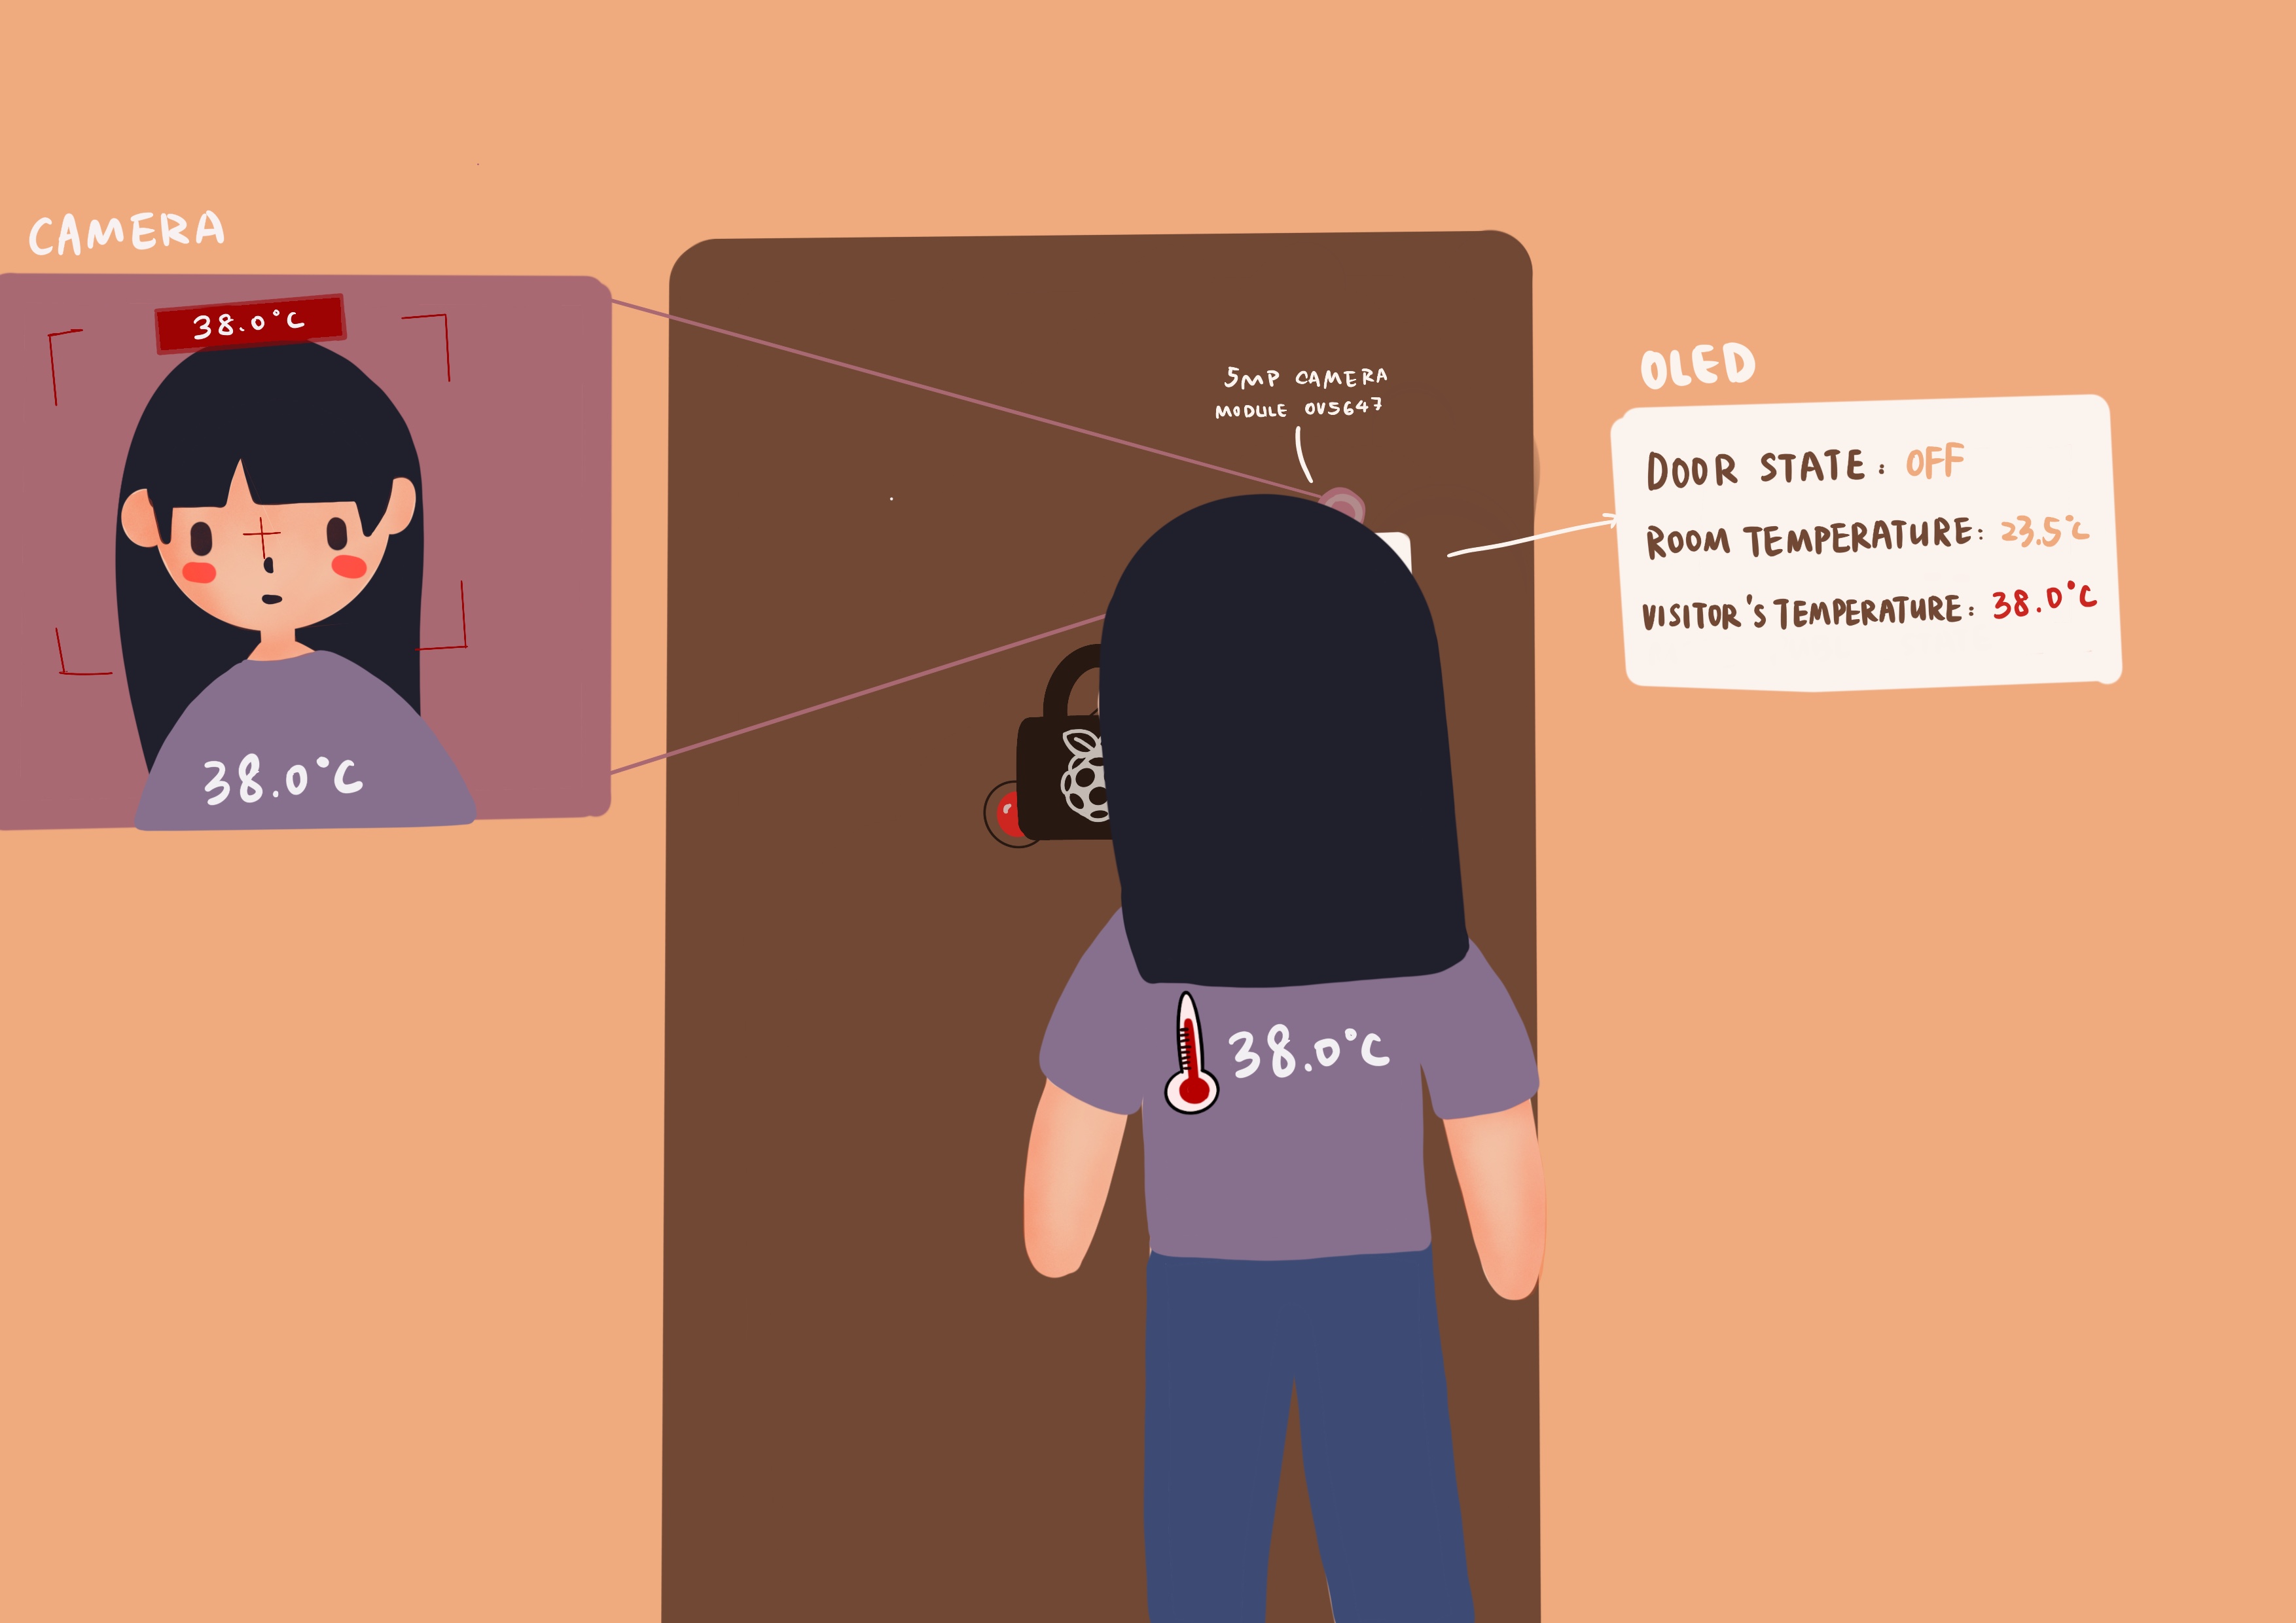 CAMERA
38.0°C
38.0°C
5MP CAMERA
MODULE OV5647
38.0°C
OLED
DOOR STATE: OFF
ROOM TEMPERATURE: 23.5°C
VISITOR'S TEMPERATURE: 38.0°C